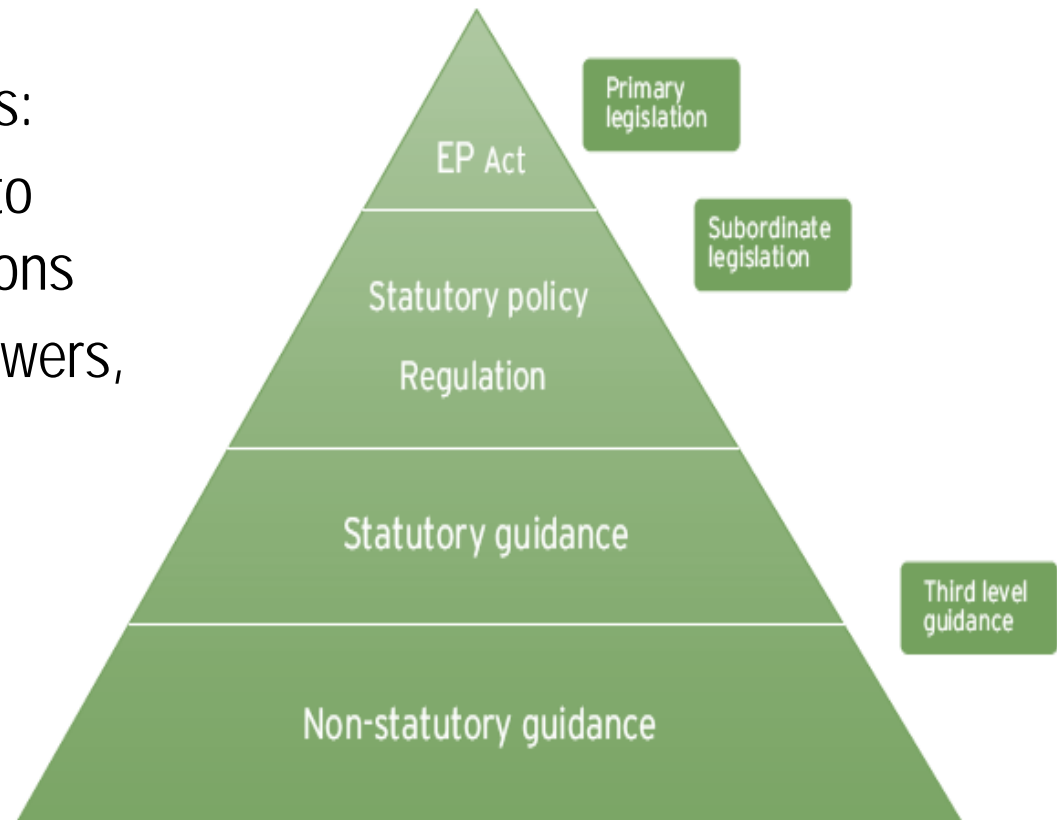 s:
to
ons
wers,
EP Act
Statutory policy
Regulation
Statutory guidance
Non-statutory guidance
Primary
legislation
Subordinate
legislation
Third level
guidance